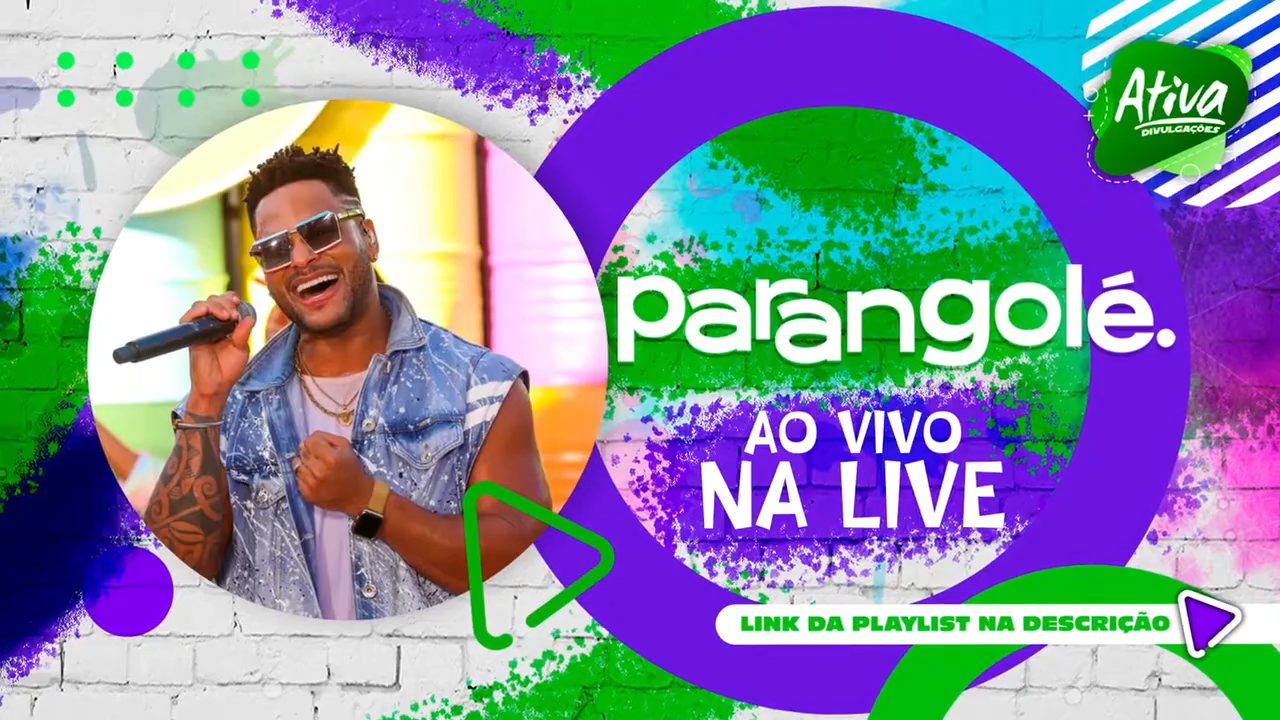 Ativa
DIVULGAÇÕES
parangolé.
AO VIVO
NA LIVE
LINK DA PLAYLIST NA DESCRIÇÃO